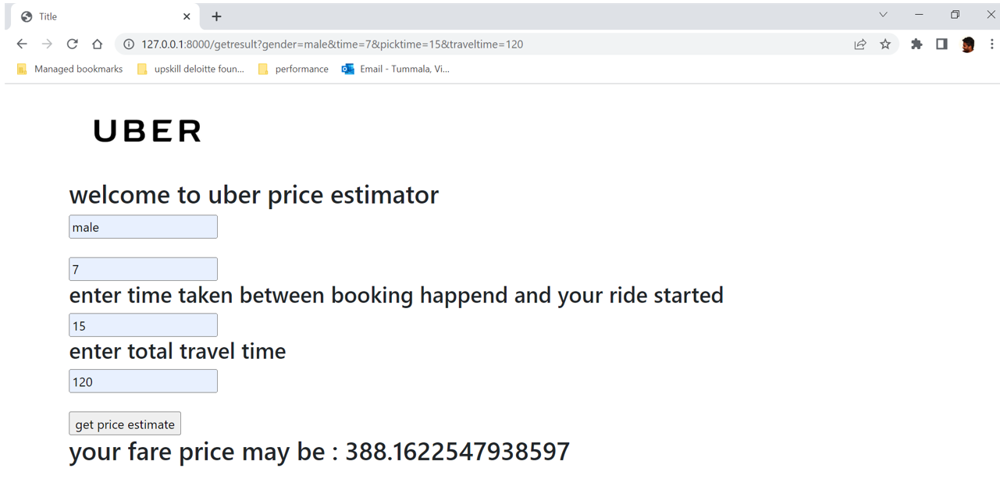 Title
127.0.0.1:8000/getresult?gender=male&time=7&picktime=15&traveltime=120
Managed bookmarks upskill deloitte foun... performance Email - Tummala, Vi...
UBER
welcome to uber price estimator
male
7
enter time taken between booking happend and your ride started
15
enter total travel time
120
get price estimate
your fare price may be : 388.1622547938597